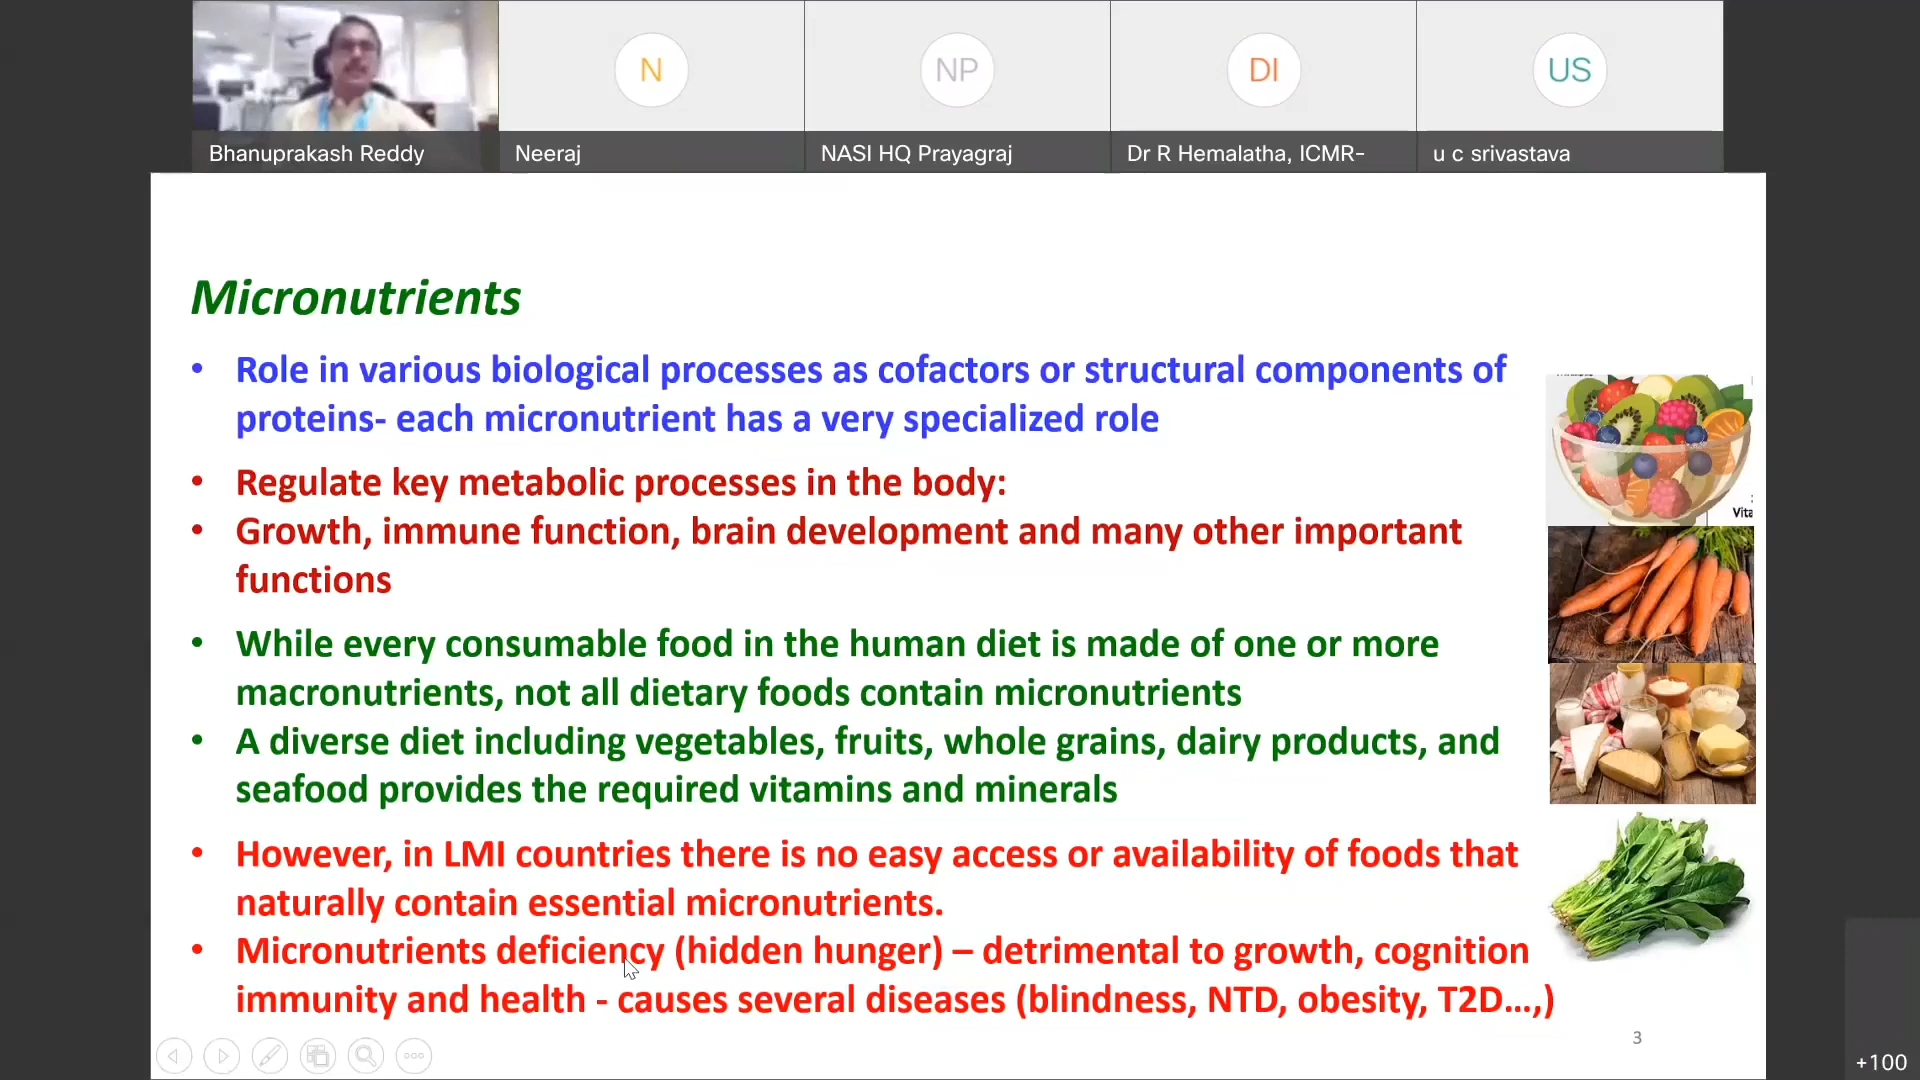 N
NP
DI
US
Bhanuprakash Reddy
Neeraj
NASI HQ Prayagraj
Dr R Hemalatha, ICMR-
u c srivastava
Micronutrients
• Role in various biological processes as cofactors or structural components of
proteins- each micronutrient has a very specialized role
• Regulate key metabolic processes in the body:
• Growth, immune function, brain development and many other important
functions
• While every consumable food in the human diet is made of one or more
macronutrients, not all dietary foods contain micronutrients
• A diverse diet including vegetables, fruits, whole grains, dairy products, and
seafood provides the required vitamins and minerals
• However, in LMI countries there is no easy access or availability of foods that
naturally contain essential micronutrients.
• Micronutrients deficiency (hidden hunger) – detrimental to growth, cognition
immunity and health - causes several diseases (blindness, NTD, obesity, T2D...,)
Vita
3
+100